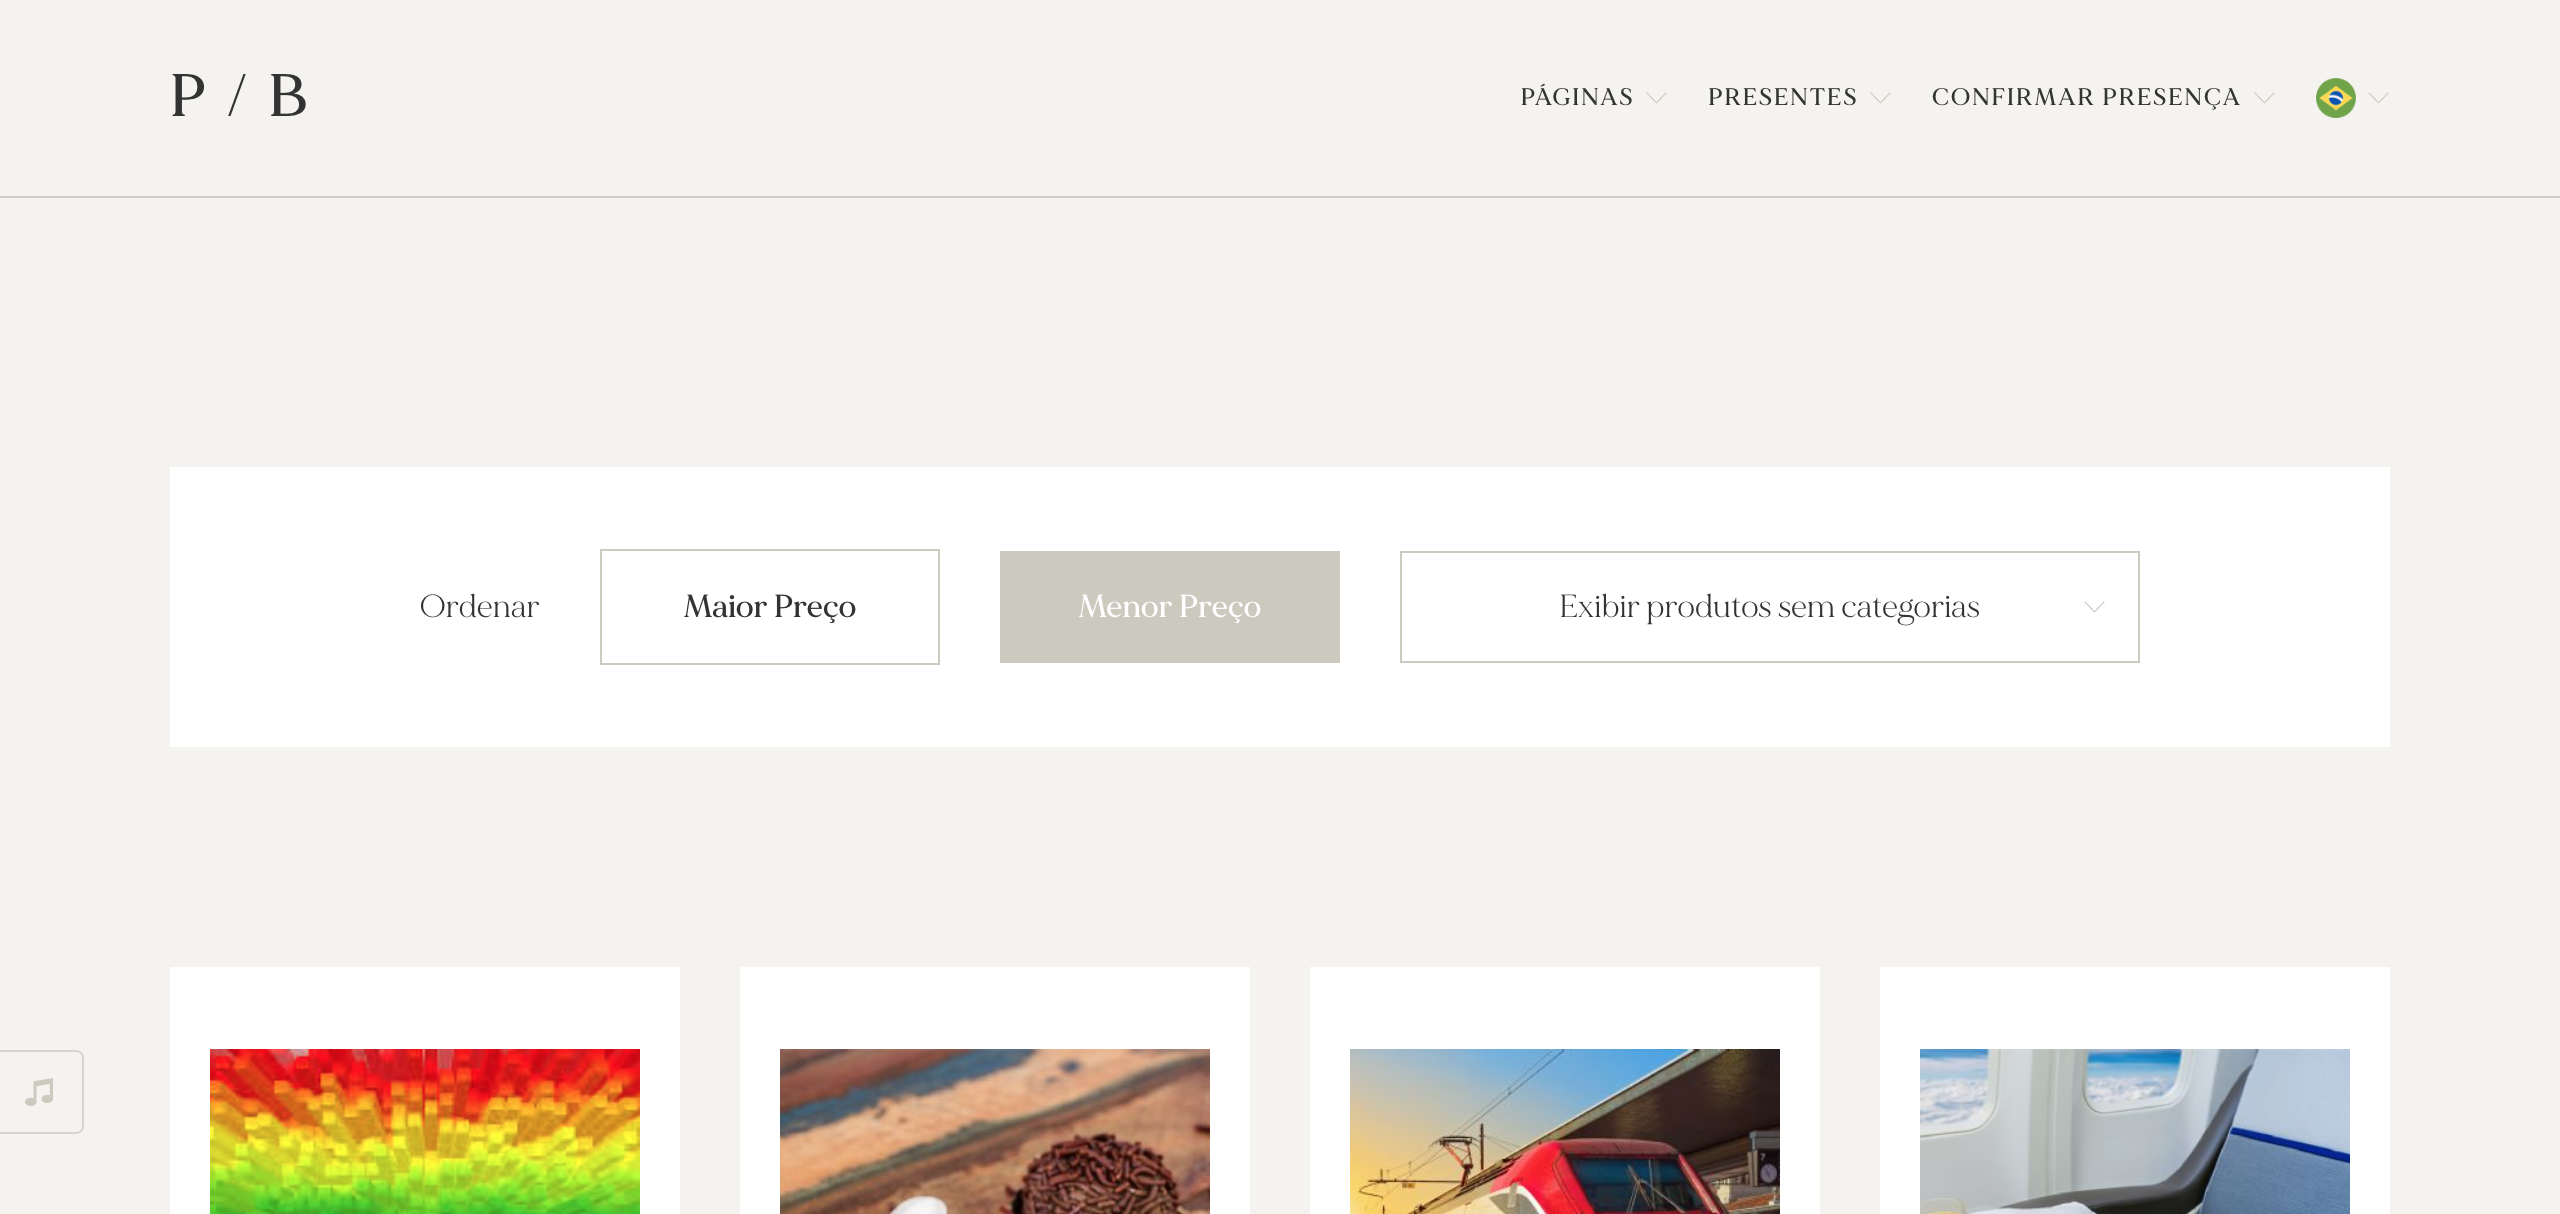 P / B
PÁGINAS
PRESENTES
CONFIRMAR PRESENÇA
Ordenar
Maior Preço
Menor Preço
Exibir produtos sem categorias